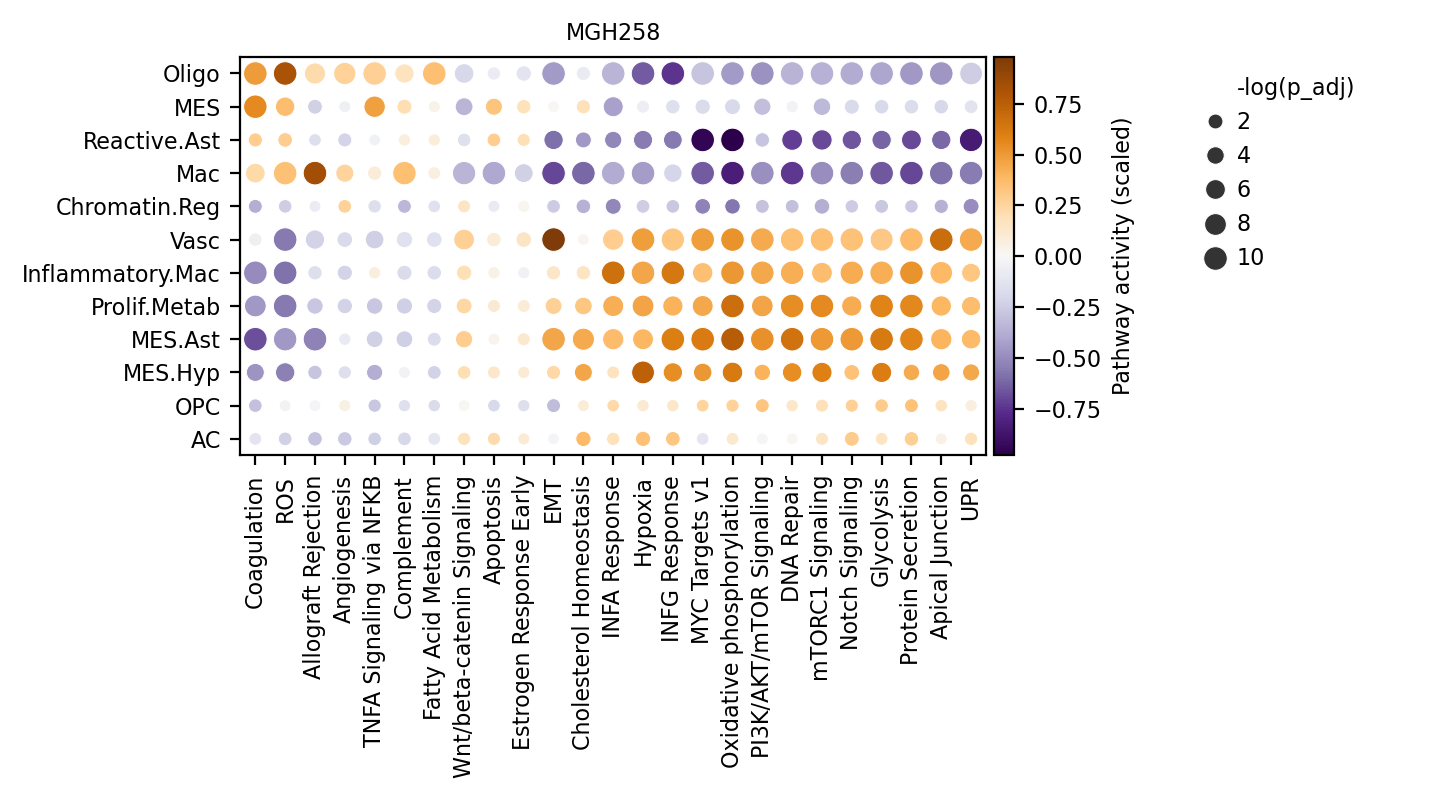 MGH258
Oligo
MES
Reactive.Ast
Mac
Chromatin.Reg
Vasc
Inflammatory.Mac
Prolif.Metab
MES.Ast
MES.Hyp
OPC
AC
Coagulation
ROS
Allograft Rejection
Angiogenesis
TNFA Signaling via NFKB
Complement
Fatty Acid Metabolism
Wnt/beta-catenin Signaling
Apoptosis
Estrogen Response Early
EMT
Cholesterol Homeostasis
INFA Response
Hypoxia
INFG Response
MYC Targets v1
Oxidative phosphorylation
PI3K/AKT/mTOR Signaling
DNA Repair
mTORC1 Signaling
Notch Signaling
Glycolysis
Protein Secretion
Apical Junction
UPR
0.75
0.50
0.25
0.00
−0.25
−0.50
−0.75
Pathway activity (scaled)
-log(p_adj)
2
4
6
8
10